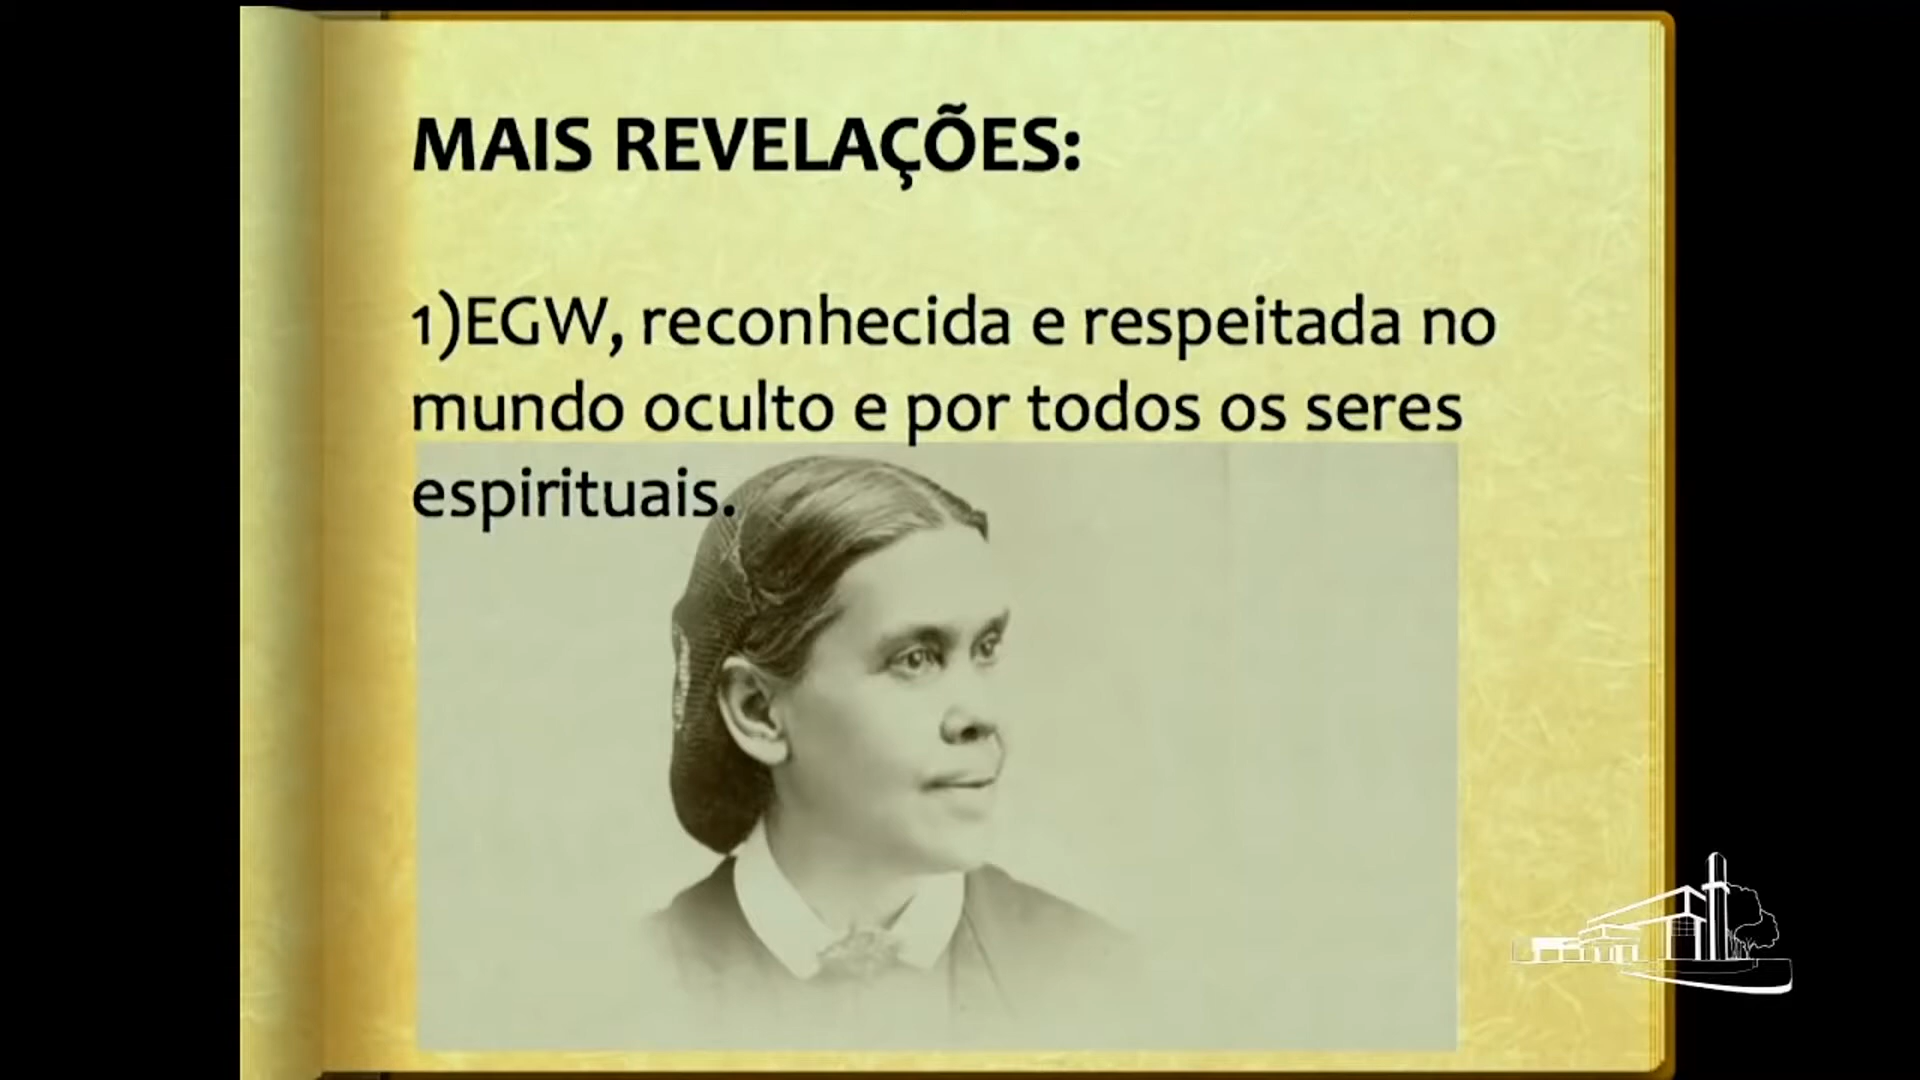 MAIS REVELAÇÕES:
1)EGW, reconhecida e respeitada no
mundo oculto e por todos os seres
espirituais.